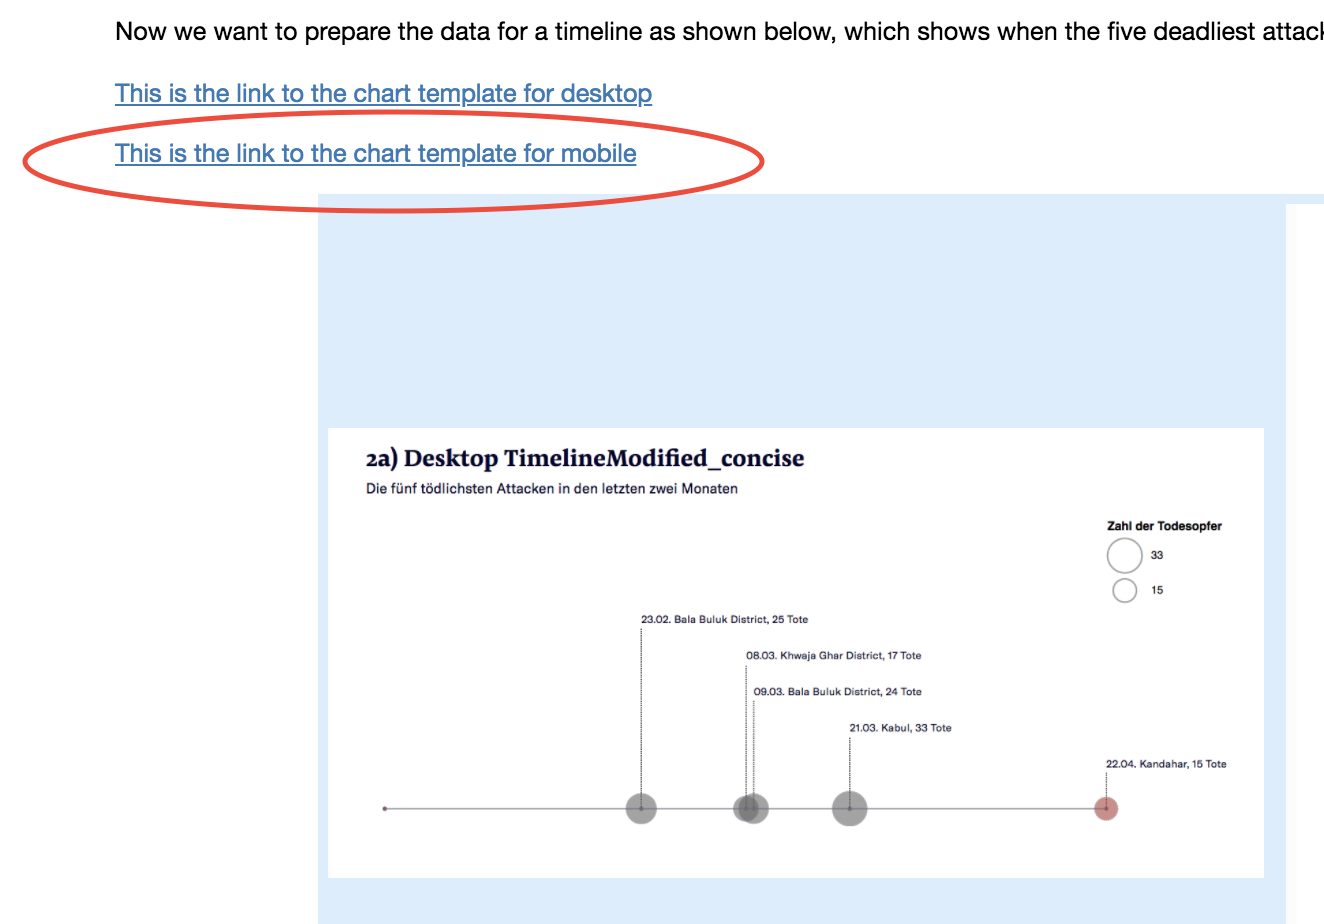 Now we want to prepare the data for a timeline as shown below, which shows when the five deadliest
This is the link to the chart template for desktop
This is the link to the chart template for mobile
2a) Desktop TimelineModified_concise
Die fünf tödlichsten Attacken in den letzten zwei Monaten
Zahl der Todesopfer
33
15
23.02. Bala Buluk District, 25 Tote
08.03. Khwaja Ghar District, 17 Tote
09.03. Bala Buluk District, 24 Tote
21.03. Kabul, 33 Tote
22.04. Kandahar, 15 Tote